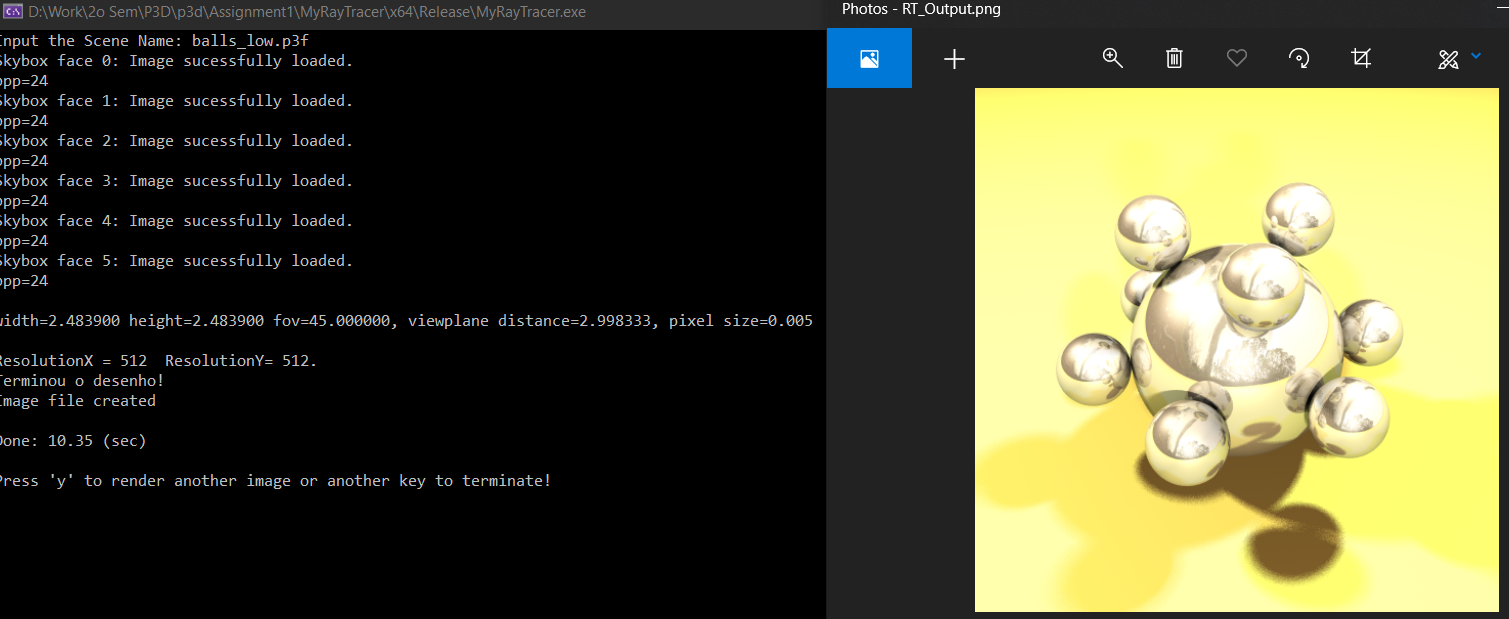 D:\Work\2o Sem\P3D\p3d\Assignment1\MyRayTracer\x64\Release\MyRayTracer.exe
Input the Scene Name: balls_low.p3f
Skybox face 0: Image sucessfully loaded.
bpp=24
Skybox face 1: Image sucessfully loaded.
bpp=24
Skybox face 2: Image sucessfully loaded.
bpp=24
Skybox face 3: Image sucessfully loaded.
bpp=24
Skybox face 4: Image sucessfully loaded.
bpp=24
Skybox face 5: Image sucessfully loaded.
bpp=24
width=2.483900 height=2.483900 fov=45.000000, viewplane distance=2.998333, pixel size=0.005
ResolutionX = 512  ResolutionY= 512.
Terminou o desenho!
Image file created
Done: 10.35 (sec)
Press 'y' to render another image or another key to terminate!
Photos - RT_Output.png